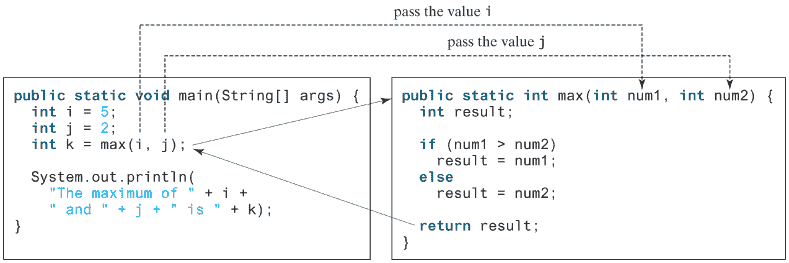 pass the value i
pass the value j
public static void main(String[] args) {
int i = 5;
int j = 2;
int k = max(i, j);
System.out.println(
"The maximum of " + i +
" and " + j + " is " + k);
}
public static int max(int num1, int num2) {
int result;
if (num1 > num2)
result = num1;
else
result = num2;
return result;
}